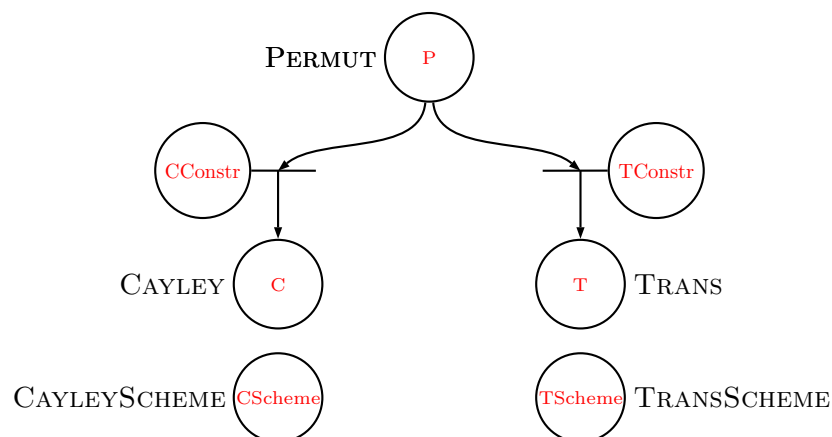 PERMUT P
CConstr TConstr
CAYLEY C T TRANS
CAYLEYSCHEME CScheme TScheme TRANSSCHEME